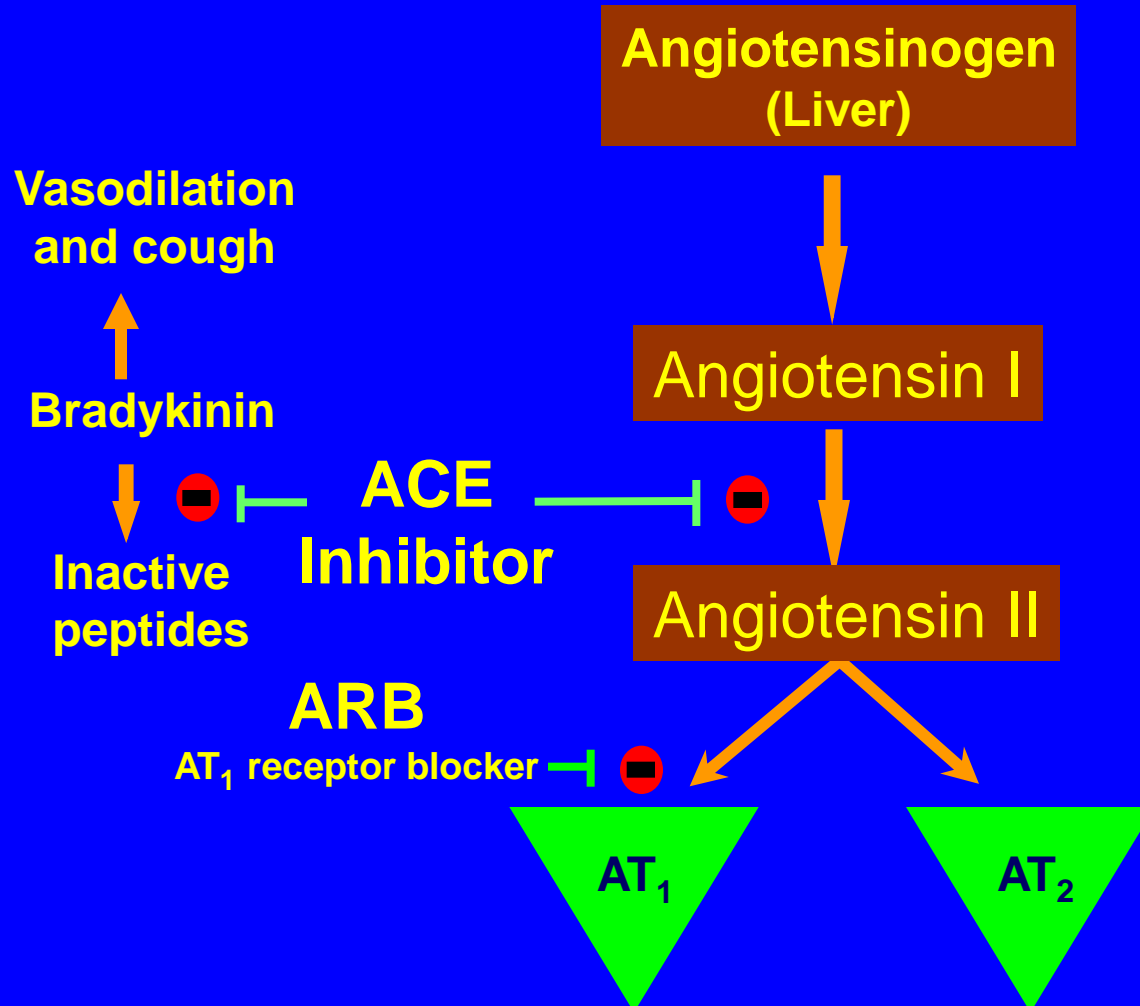 Angiotensinogen
(Liver)
Vasodilation
and cough
Angiotensin I
Bradykinin
ACE
Inhibitor
Inactive
peptides
Angiotensin II
ARB
AT₁ receptor blocker
AT₁
AT₂